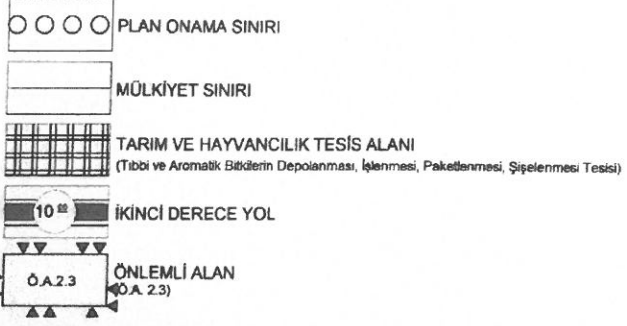 PLAN ONAMA SINIRI
MÜLKİYET SINIRI
TARIM VE HAYVANCILIK TESİS ALANI
(Tıbbi ve Aromatik Bitkilerin Depolanması, İşlenmesi, Paketlenmesi, Şişelenmesi Tesisi)
10 00 İKİNCİ DERECE YOL
Ö.A.2.3 ÖNLEMLİ ALAN
(Ö.A. 2.3)